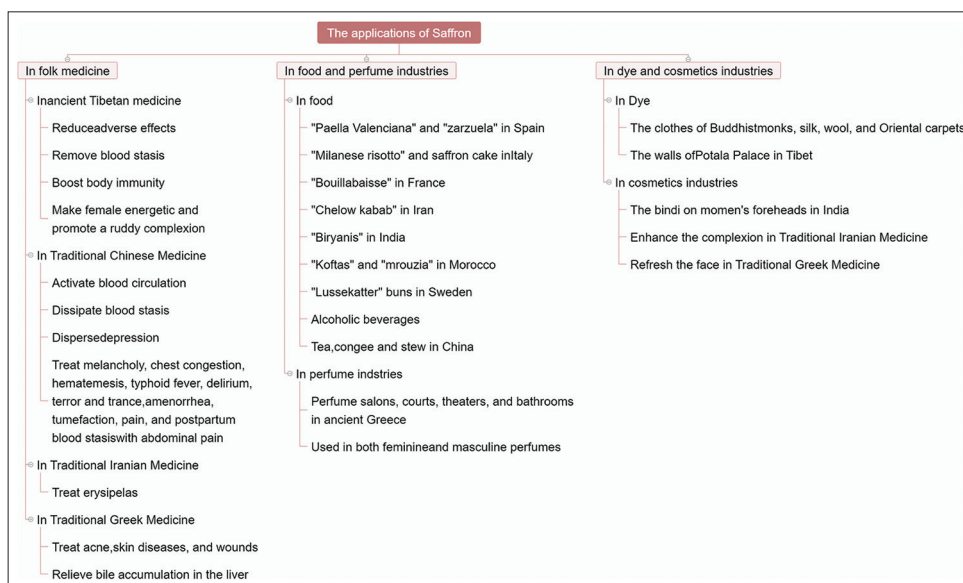 The applications of Saffron
In folk medicine
Inancient Tibetan medicine
Reduceadverse effects
Remove blood stasis
Boost body immunity
Make female energetic and
promote a ruddy complexion
In Traditional Chinese Medicine
Activate blood circulation
Dissipate blood stasis
Dispersedepression
Treat melancholy, chest congestion,
hematemesis, typhoid fever, delirium,
terror and trance,amenorrhea,
tumefaction, pain, and postpartum
blood stasiswith abdominal pain
In Traditional Iranian Medicine
Treat erysipelas
In Traditional Greek Medicine
Treat acne,skin diseases, and wounds
Relieve bile accumulation in the liver
In food and perfume industries
In food
"Paella Valenciana" and "zarzuela" in Spain
"Milanese risotto" and saffron cake inItaly
"Bouillabaisse" in France
"Chelow kabab" in Iran
"Biryanis" in India
"Koftas" and "mrouzia" in Morocco
"Lussekatter" buns in Sweden
Alcoholic beverages
Tea,congee and stew in China
In perfume indstries
Perfume salons, courts, theaters, and bathrooms
in ancient Greece
Used in both feminineand masculine perfumes
In dye and cosmetics industries
In Dye
The clothes of Buddhistmonks, silk, wool, and Oriental carpets
The walls ofPotala Palace in Tibet
In cosmetics industries
The bindi on momen's foreheads in India
Enhance the complexion in Traditional Iranian Medicine
Refresh the face in Traditional Greek Medicine